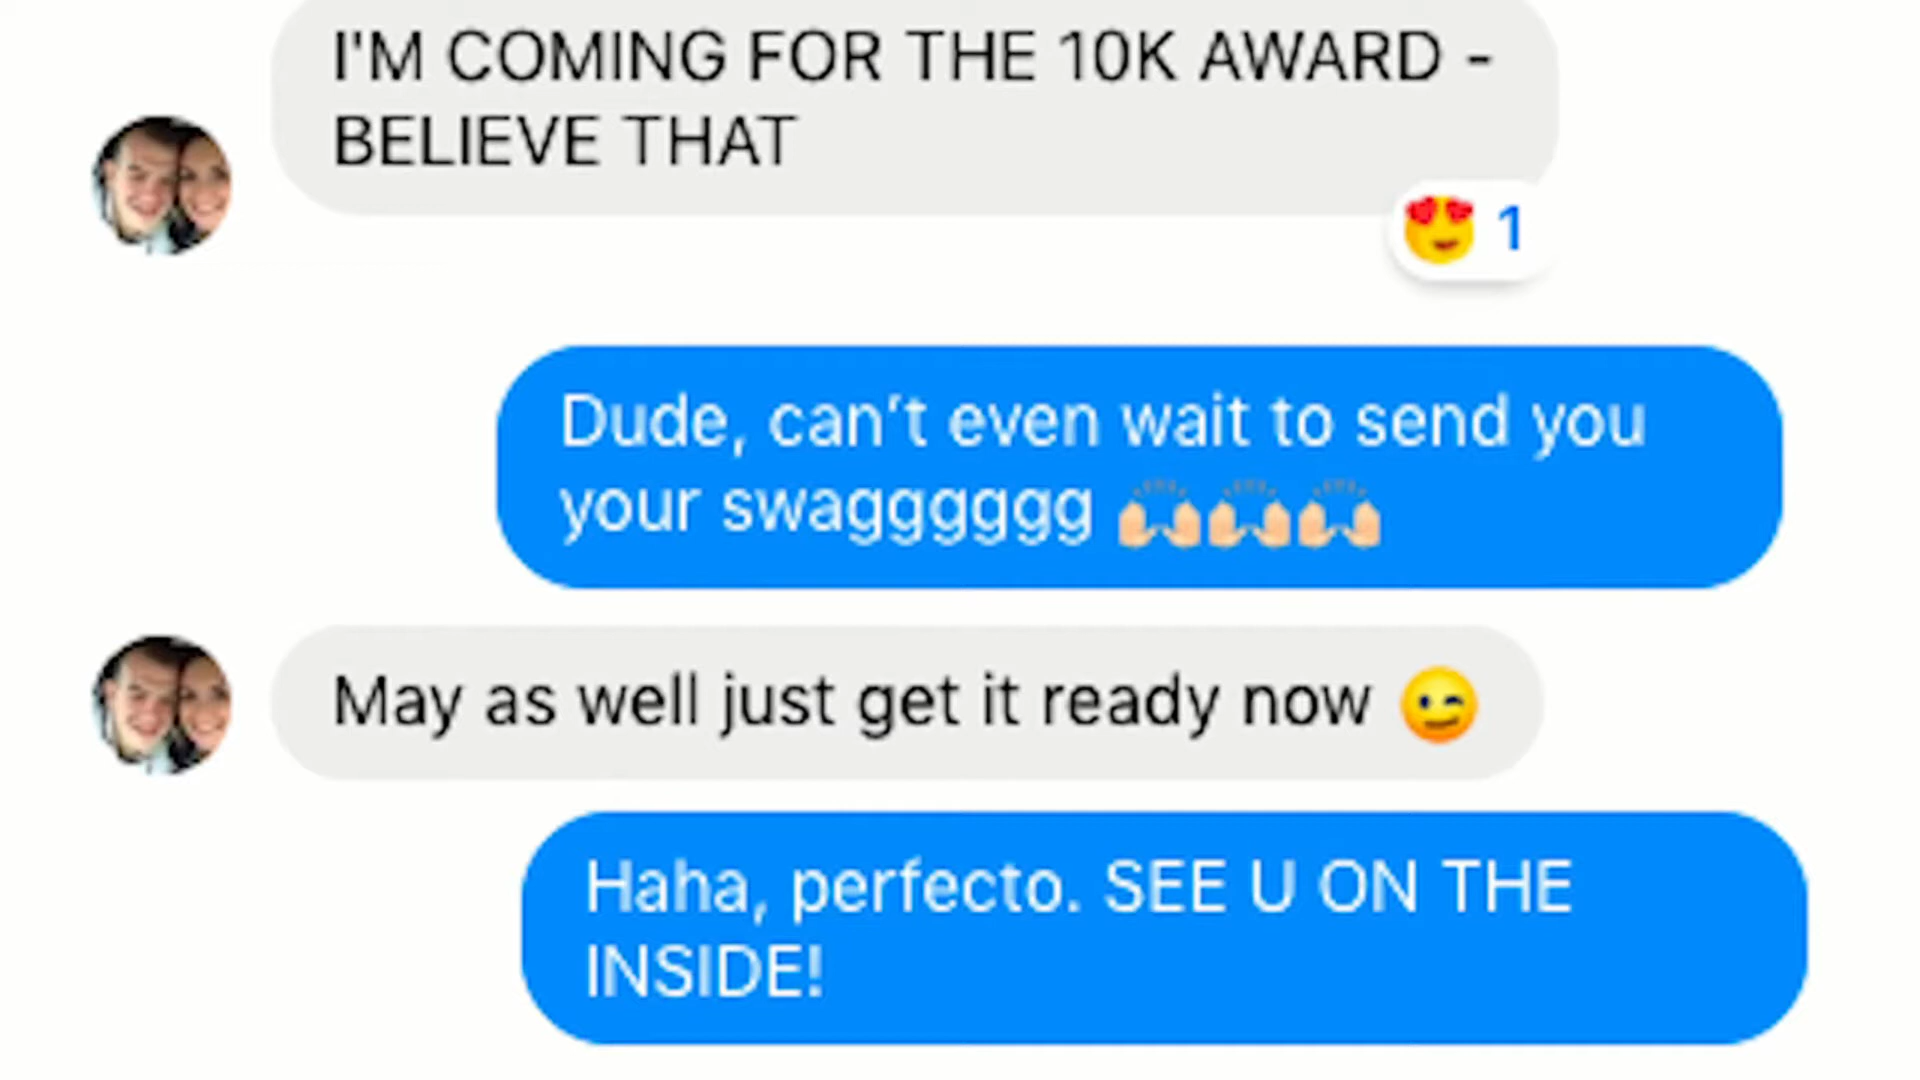 I'M COMING FOR THE 10K AWARD -
BELIEVE THAT
😍 1
Dude, can't even wait to send you
your swagggggg 🙌🏻🙌🏻🙌🏻
May as well just get it ready now 😉
Haha, perfecto. SEE U ON THE
INSIDE!